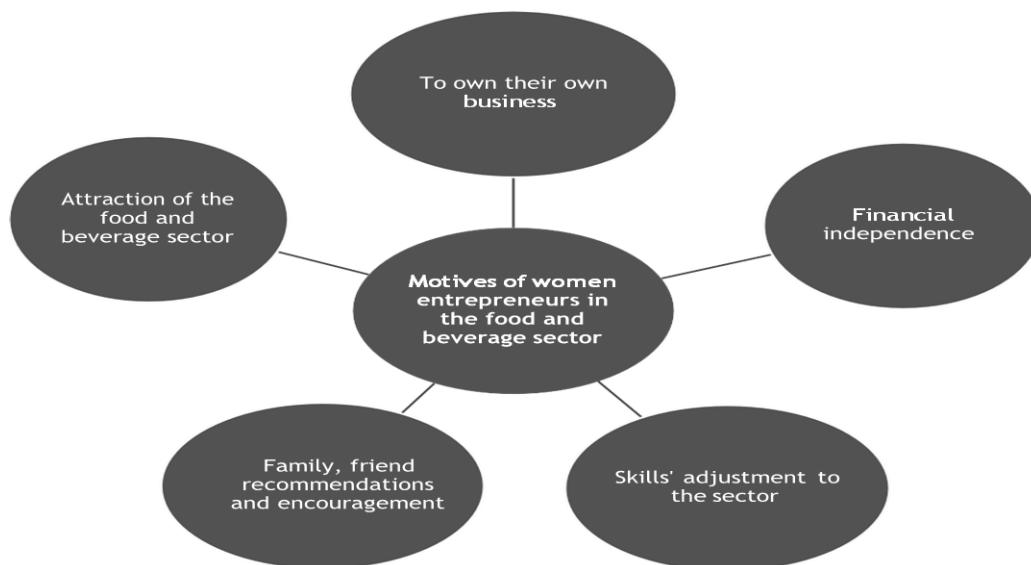 To own their own
business
Attraction of the
food and
beverage sector
Financial
independence
Motives of women
entrepreneurs in
the food and
beverage sector
Family, friend
recommendations
and encouragement
Skills' adjustment to
the sector